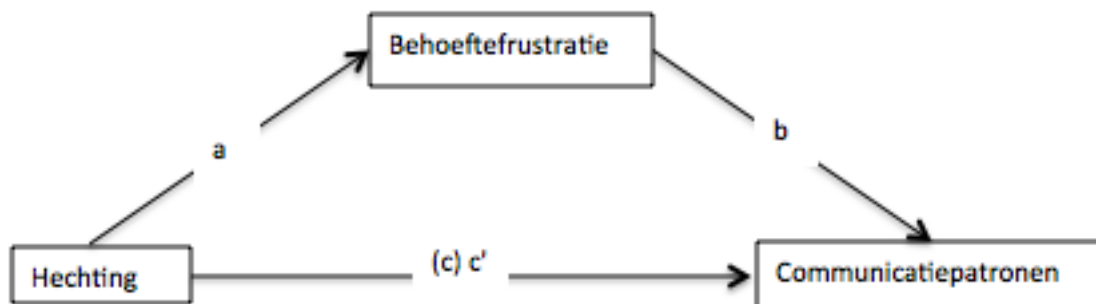 Behoeftefrustratie
a
b
(c) c'
Hechting
Communicatiepatronen